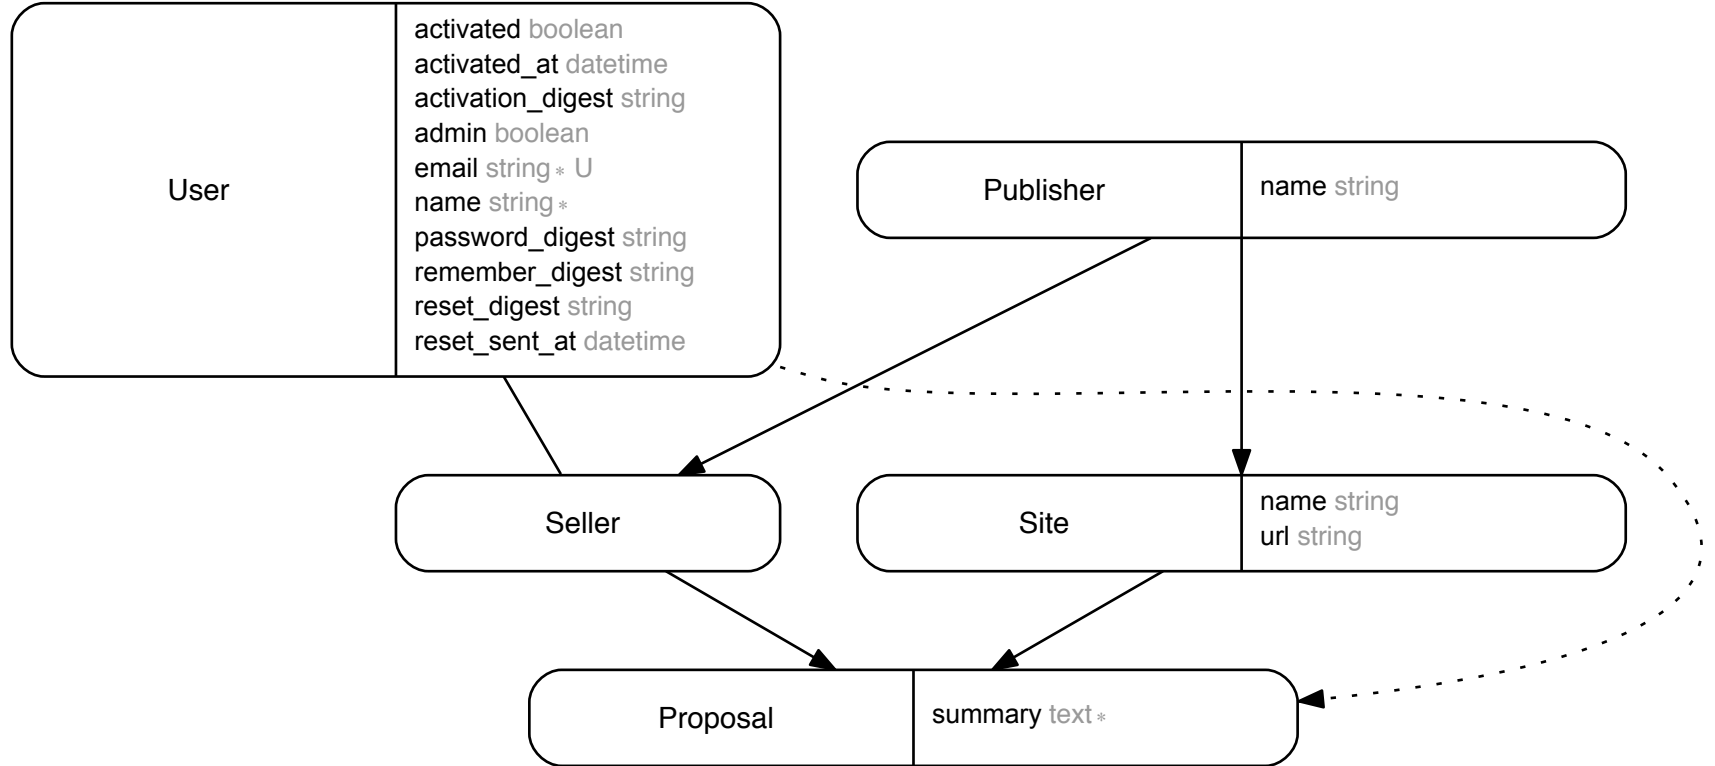 User
activated boolean
activated_at datetime
activation_digest string
admin boolean
email string∗ U
name string∗
password_digest string
remember_digest string
reset_digest string
reset_sent_at datetime
Publisher
name string
Seller
Site
name string
url string
Proposal
summary text∗